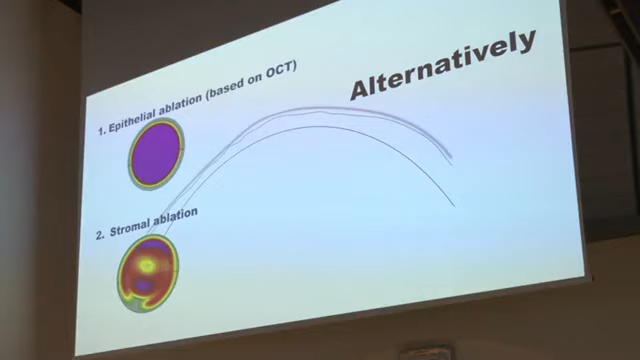 Alternatively
1. Epithelial ablation (based on OCT)
2. Stromal ablation